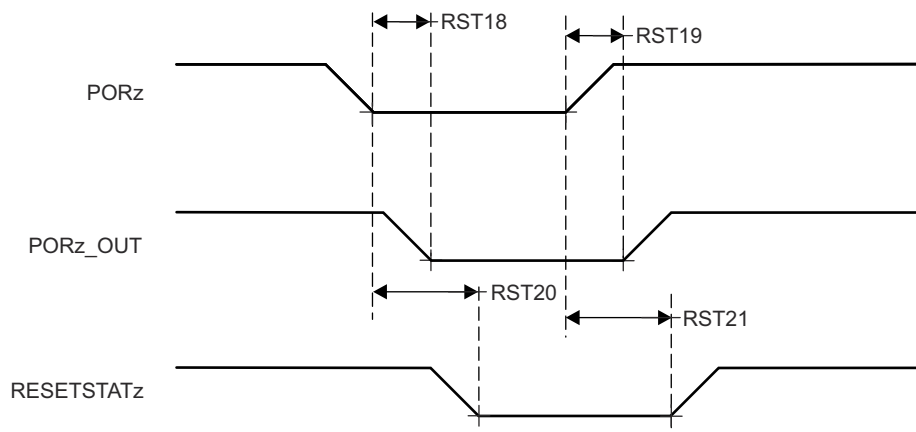 RST18
RST19
PORz
PORz_OUT
RST20
RST21
RESETSTATz